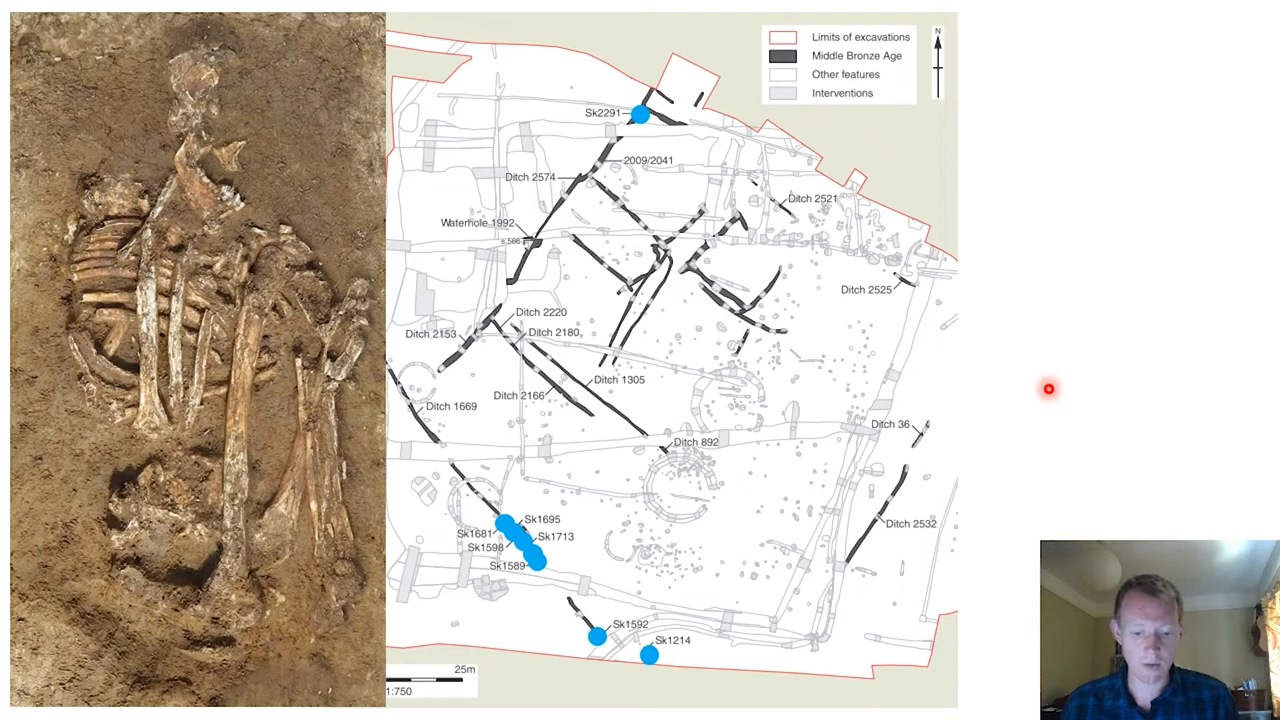 Limits of excavations
Middle Bronze Age
Other features
Interventions
N
Sk2291
2009/2041
Ditch 2574
Ditch 2521
Waterhole 1992
s.586
Ditch 2525
Ditch 2220
Ditch 2153
Ditch 2180
Ditch 1305
Ditch 2166
Ditch 1669
Ditch 36
Ditch 892
Sk1695
Ditch 2532
Sk1681
Sk1713
Sk1598
Sk1589
Sk1592
Sk1214
25m
1:750